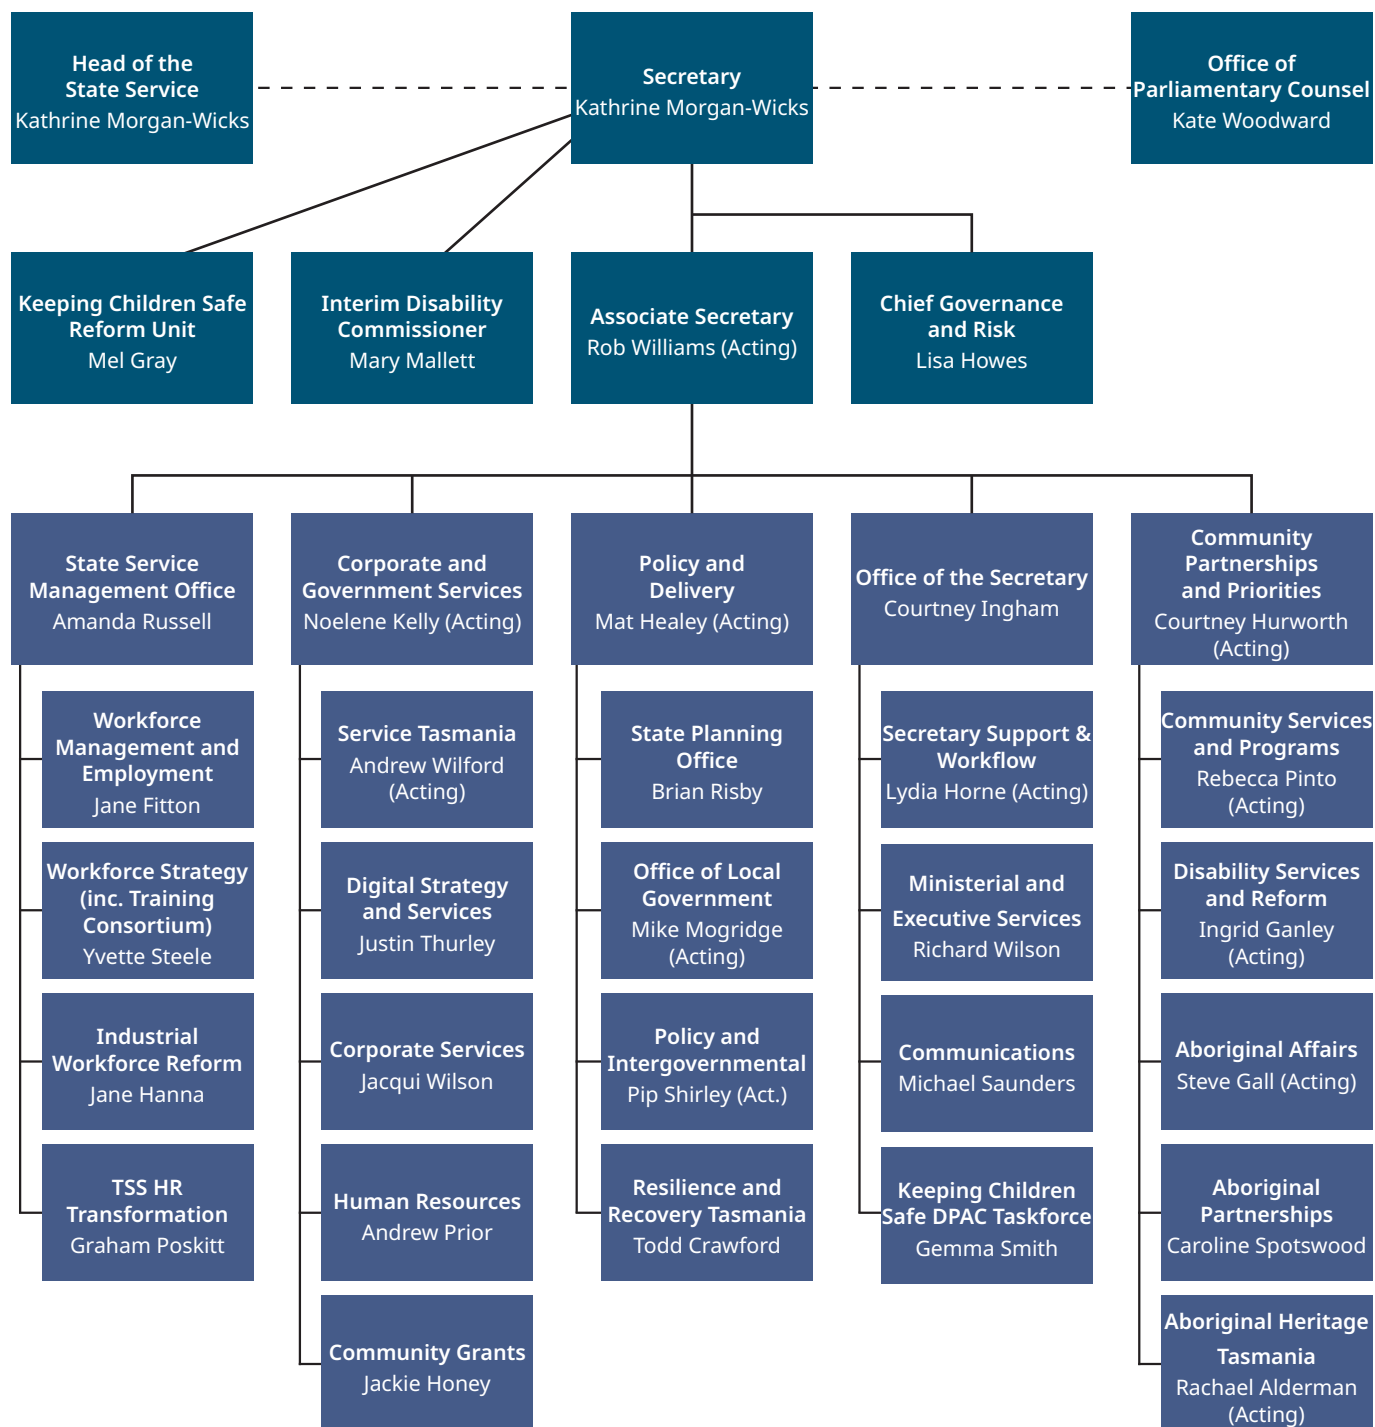 Head of the
State Service
Kathrine Morgan-Wicks
Secretary
Kathrine Morgan-Wicks
Office of
Parliamentary Counsel
Kate Woodward
Keeping Children Safe
Reform Unit
Mel Gray
Interim Disability
Commissioner
Mary Mallett
Associate Secretary
Rob Williams (Acting)
Chief Governance
and Risk
Lisa Howes
State Service
Management Office
Amanda Russell
Corporate and
Government Services
Noelene Kelly (Acting)
Policy and
Delivery
Mat Healey (Acting)
Office of the Secretary
Courtney Ingham
Community
Partnerships
and Priorities
Courtney Hurworth
(Acting)
Workforce
Management and
Employment
Jane Fitton
Workforce Strategy
(inc. Training
Consortium)
Yvette Steele
Industrial
Workforce Reform
Jane Hanna
TSS HR
Transformation
Graham Poskitt
Service Tasmania
Andrew Wilford
(Acting)
Digital Strategy
and Services
Justin Thurley
Corporate Services
Jacqui Wilson
Human Resources
Andrew Prior
Community Grants
Jackie Honey
State Planning
Office
Brian Risby
Office of Local
Government
Mike Mogridge
(Acting)
Policy and
Intergovernmental
Pip Shirley (Act.)
Resilience and
Recovery Tasmania
Todd Crawford
Secretary Support &
Workflow
Lydia Horne (Acting)
Ministerial and
Executive Services
Richard Wilson
Communications
Michael Saunders
Keeping Children
Safe DPAC Taskforce
Gemma Smith
Community Services
and Programs
Rebecca Pinto
(Acting)
Disability Services
and Reform
Ingrid Ganley
(Acting)
Aboriginal Affairs
Steve Gall (Acting)
Aboriginal
Partnerships
Caroline Spotswood
Aboriginal Heritage
Tasmania
Rachael Alderman
(Acting)